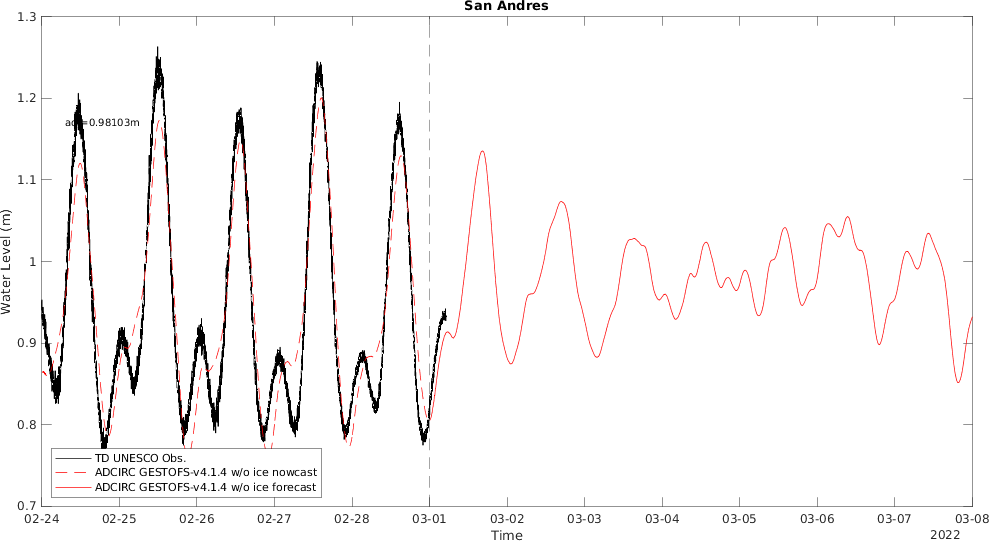 San Andres
Water Level (m)
1.3
1.2
1.1
1
0.9
0.8
0.7
=0.98103m
TD UNESCO Obs.
ADCIRC GESTOFS-v4.1.4 w/o ice nowcast
ADCIRC GESTOFS-v4.1.4 w/o ice forecast
02-24 02-25 02-26 02-27 02-28 03-01 03-02 03-03 03-04 03-05 03-06 03-07 03-08
Time
2022